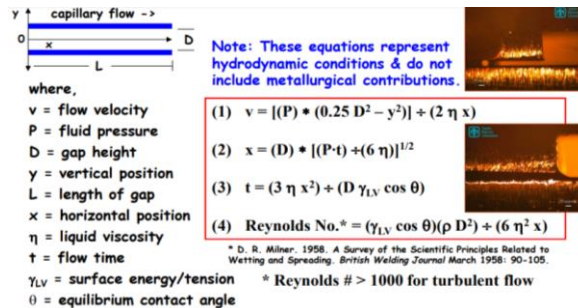 y
capillary flow ->
0
x
D
L
where,
v = flow velocity
P = fluid pressure
D = gap height
y = vertical position
L = length of gap
x = horizontal position
η = liquid viscosity
t = flow time
γLV = surface energy/tension
θ = equilibrium contact angle
Note: These equations represent
hydrodynamic conditions & do not
include metallurgical contributions.
(1) v = [(P) * (0.25 D² – y²)] ÷ (2 η x)
(2) x = (D) * [(P·t) ÷(6 η)]^1/2
(3) t = (3 η x²) ÷ (D γLV cos θ)
(4) Reynolds No.* = (γLV cos θ)(ρ D²) ÷ (6 η² x)
* D. R. Milner. 1958. A Survey of the Scientific Principles Related to
Wetting and Spreading. British Welding Journal March 1958: 90-105.
* Reynolds # > 1000 for turbulent flow